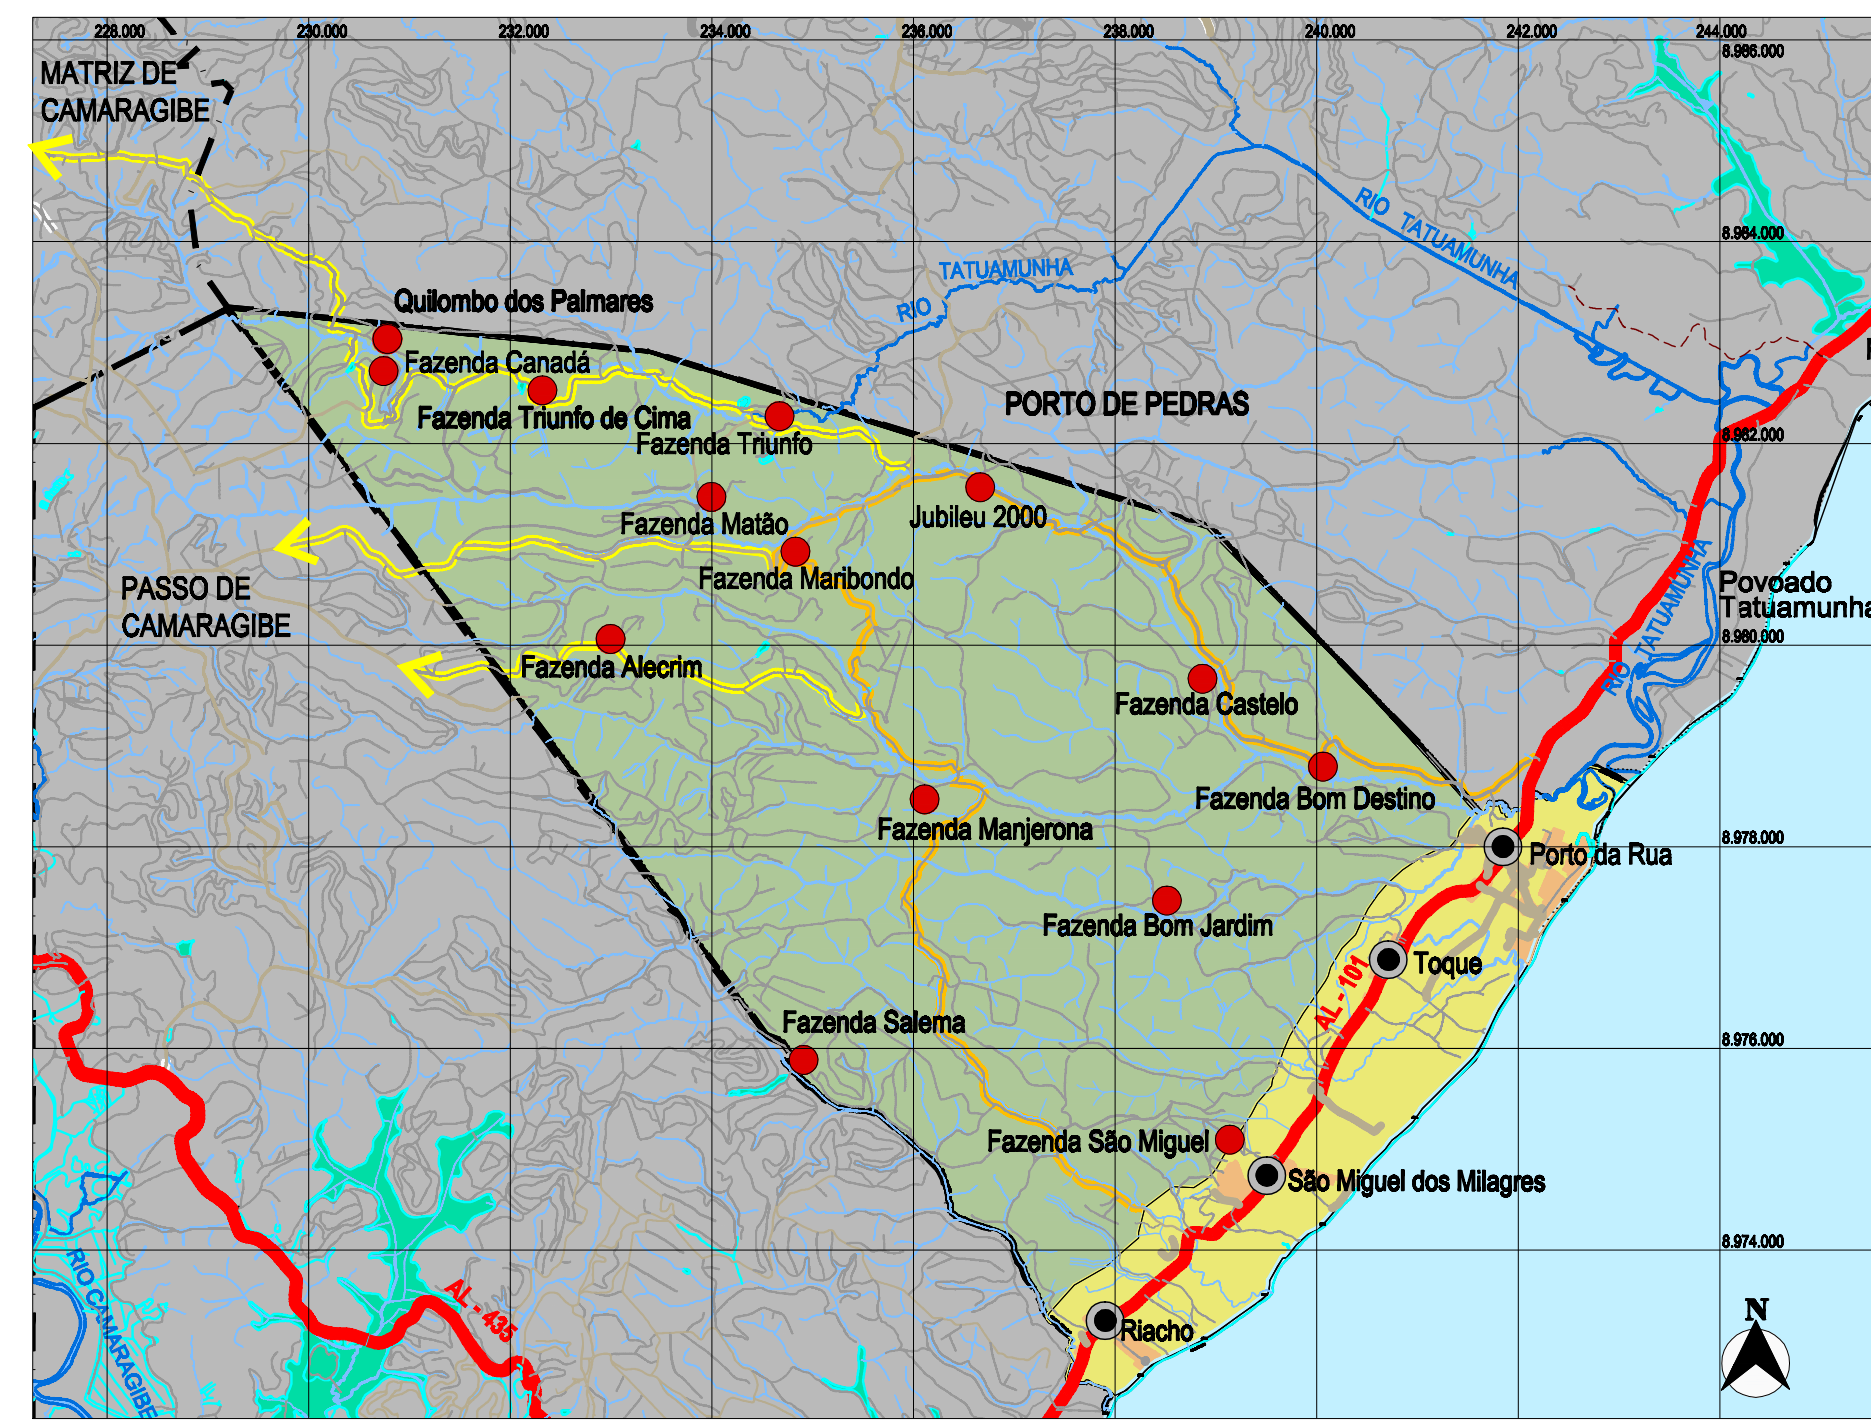 228.000
230.000
232.000
234.000
236.000
238.000
240.000
242.000
244.000
8.986.000
MATRIZ DE
CAMARAGIBE
RIO TATUAMUNHA
8.984.000
RIO TATUAMUNHA
Quilombo dos Palmares
Fazenda Canadá
Fazenda Triunfo de Cima
Fazenda Triunfo
PORTO DE PEDRAS
8.982.000
Fazenda Matão
Jubileu 2000
Fazenda Maribondo
PASSO DE
CAMARAGIBE
Povoado
Tatuamunha
RIO TATUAMUNHA
8.980.000
Fazenda Alecrim
Fazenda Castelo
Fazenda Bom Destino
Fazenda Manjerona
8.978.000
Porto da Rua
Fazenda Bom Jardim
Toque
AL - 101
Fazenda Salema
8.976.000
Fazenda São Miguel
São Miguel dos Milagres
8.974.000
RIO CAMARAGIBE
AL - 435
Riacho
N